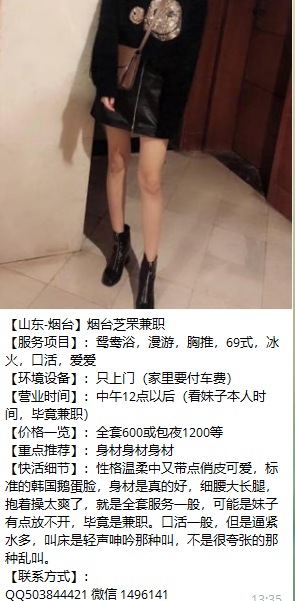 【山东-烟台】烟台芝罘兼职
【服务项目】：鸳鸯浴，漫游，胸推，69式，冰
火，口活，爱爱
【环境设备】：只上门（家里要付车费）
【营业时间】：中午12点以后（看妹子本人时
间，毕竟兼职）
【价格一览】：全套600或包夜1200等
【重点推荐】：身材身材身材
【快活细节】：性格温柔中又带点俏皮可爱，标
准的韩国鹅蛋脸，身材是真的好，细腰大长腿，
抱着操太爽了，就是全套服务一般，可能是妹子
有点放不开，毕竟是兼职。口活一般，但是逼紧
水多，叫床是轻声呻吟那种叫，不是很夸张的那
种乱叫。
【联系方式】：
QQ503844421 微信 1496141
13:35